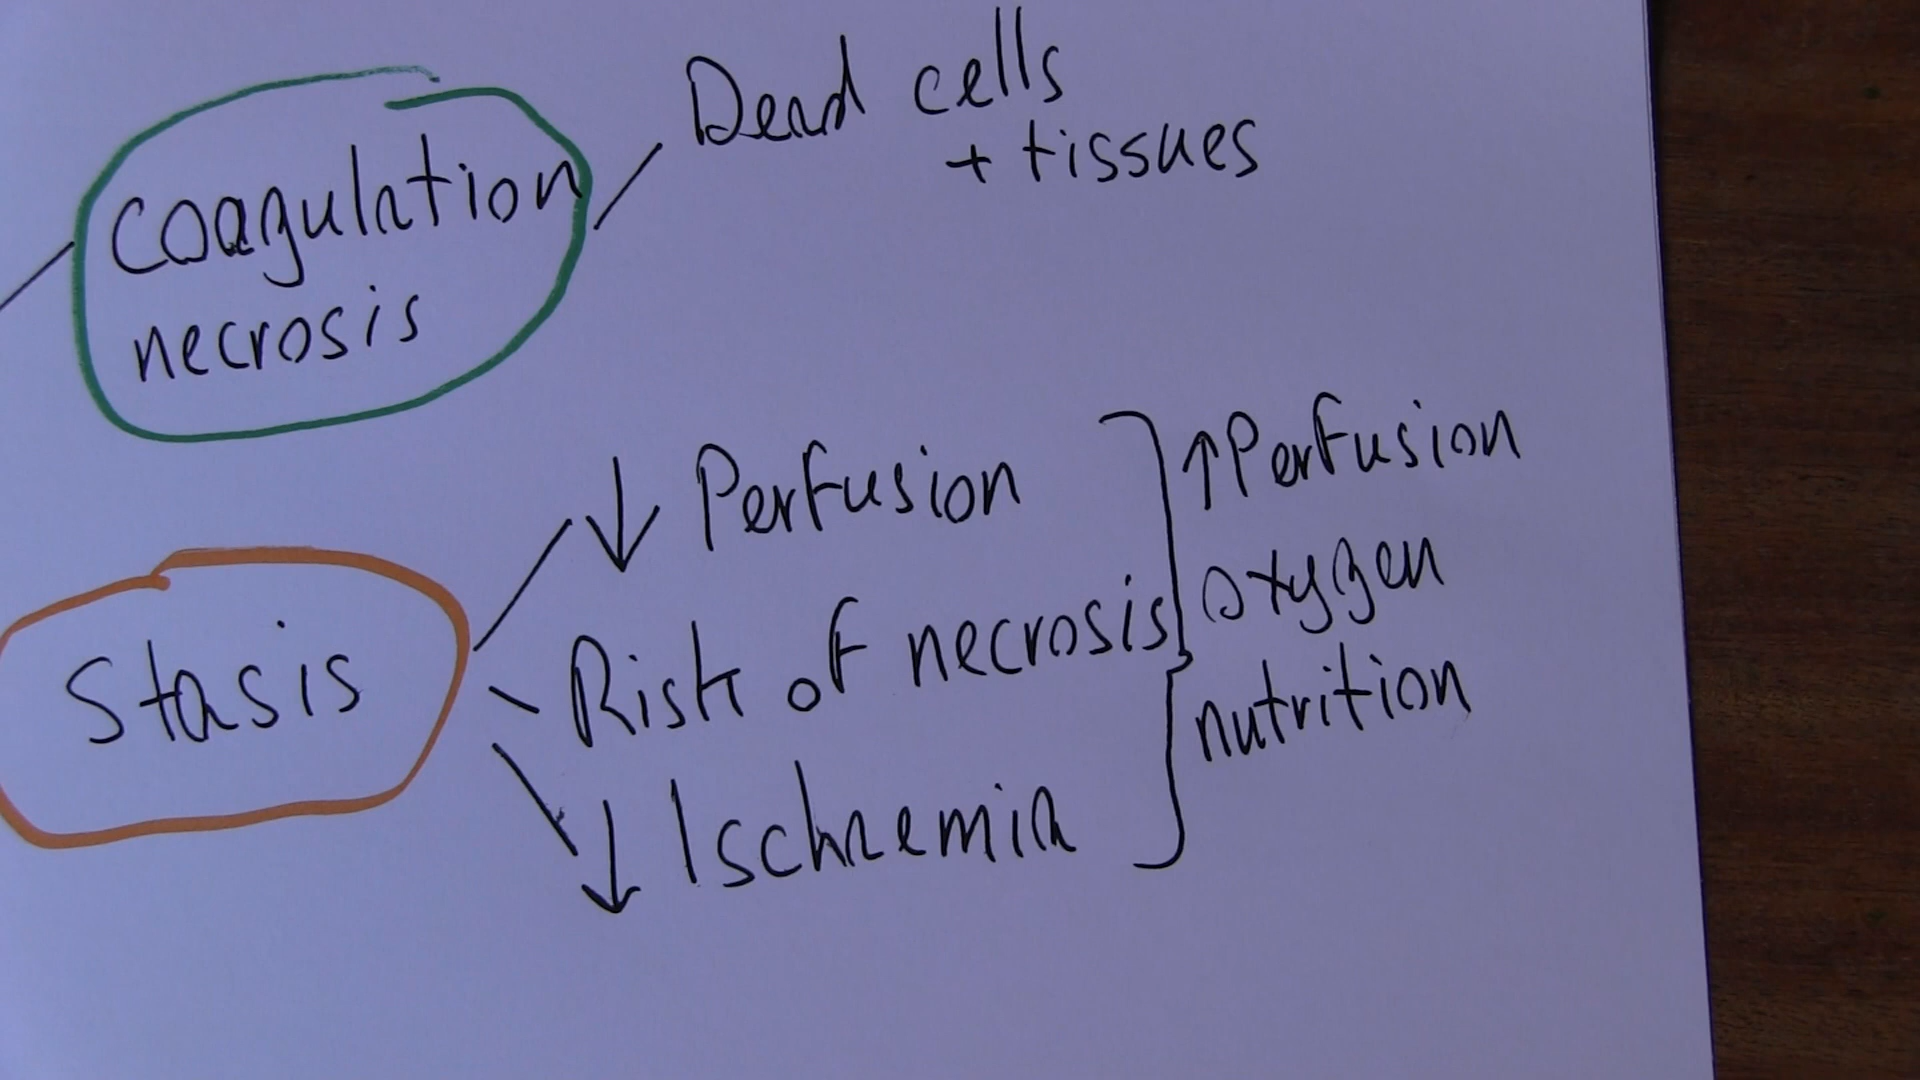 Coagulation
necrosis
Dead cells
+ tissues
Stasis
↓ Perfusion
Risk of necrosis
↓ Ischaemia
↑ Perfusion
oxygen
nutrition